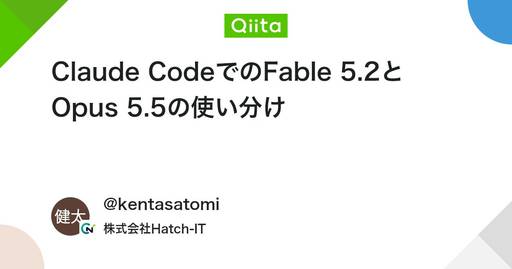 Qiita
Claude CodeでのFable 5.2と
Opus 5.5の使い分け
健太
@kentasatomi
株式会社Hatch-IT